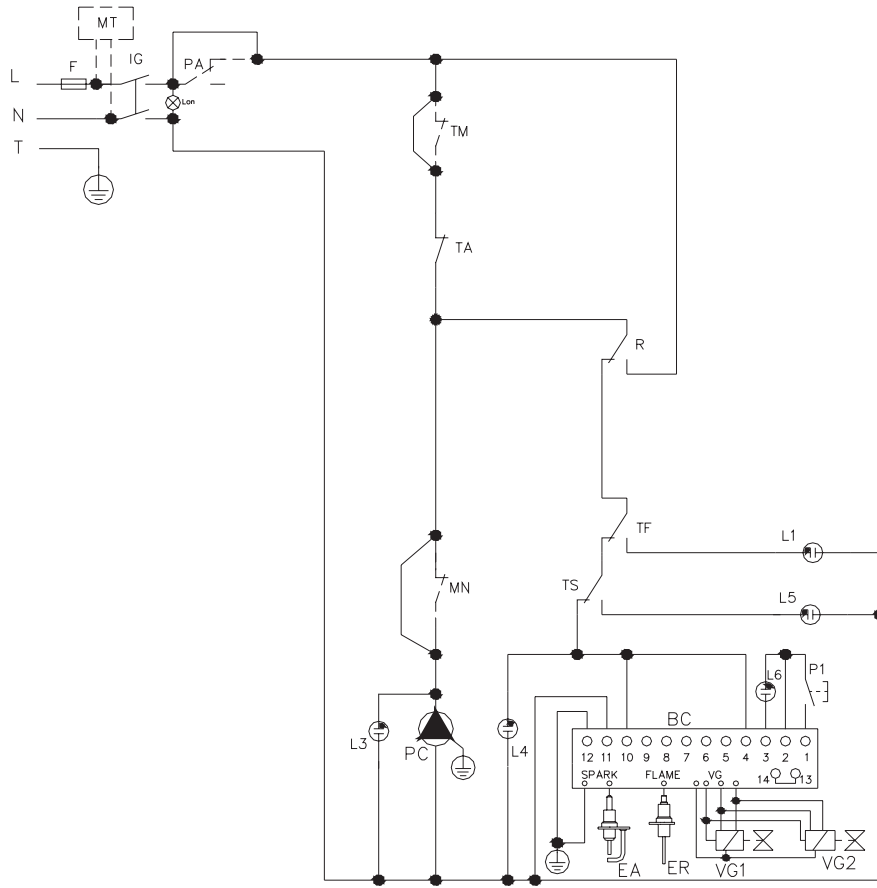 MT
F
IG
PA
L
Lon
N
T
TM
TA
R
TF
L1
TS
MN
L5
P1
L6
BC
L3
PC
L4
12 11 10 9 8 7 6 5 4 3 2 1
SPARK FLAME VG 14 13
EA ER VG1 VG2